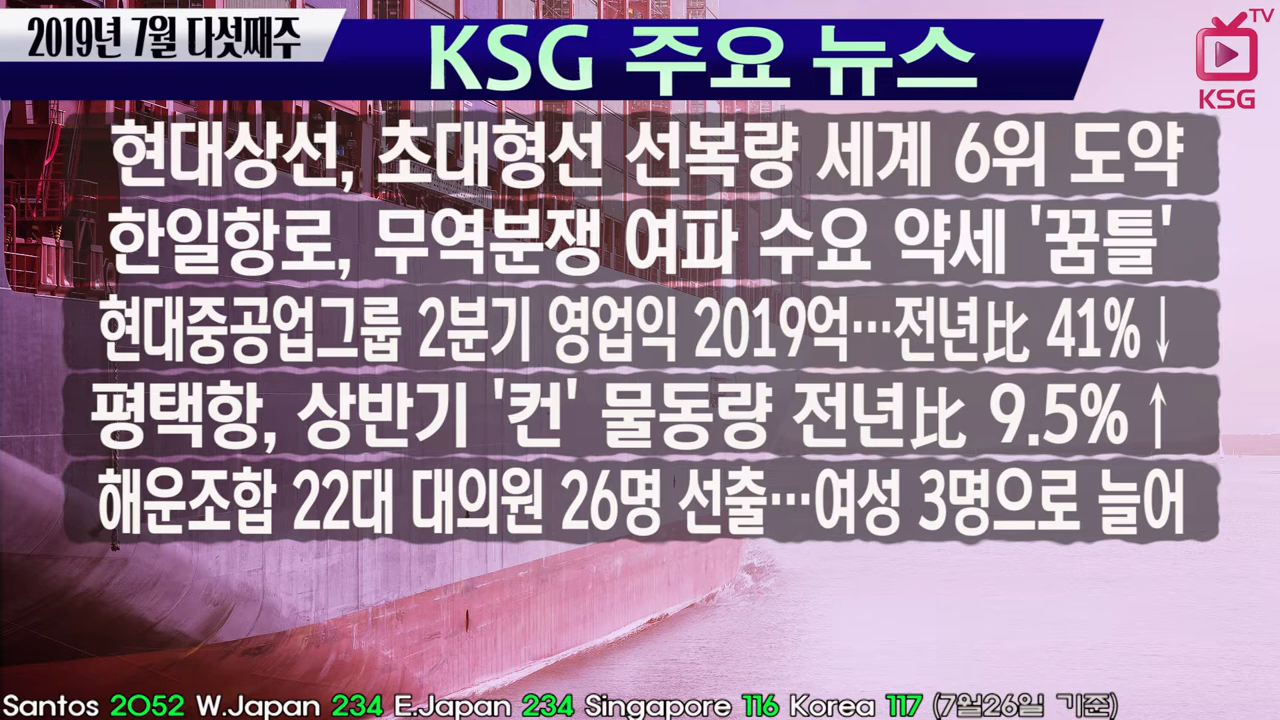 2019년 7월 다섯째주
KSG 주요 뉴스
TV
KSG
현대상선, 초대형선 선복량 세계 6위 도약
한일항로, 무역분쟁 여파 수요 약세 '꿈틀'
현대중공업그룹 2분기 영업익 2019억…전년比 41%↓
평택항, 상반기 '컨' 물동량 전년比 9.5%↑
해운조합 22대 대의원 26명 선출…여성 3명으로 늘어
Santos 2052 W.Japan 234 E.Japan 234 Singapore 116 Korea 117 (7월26일 기준)